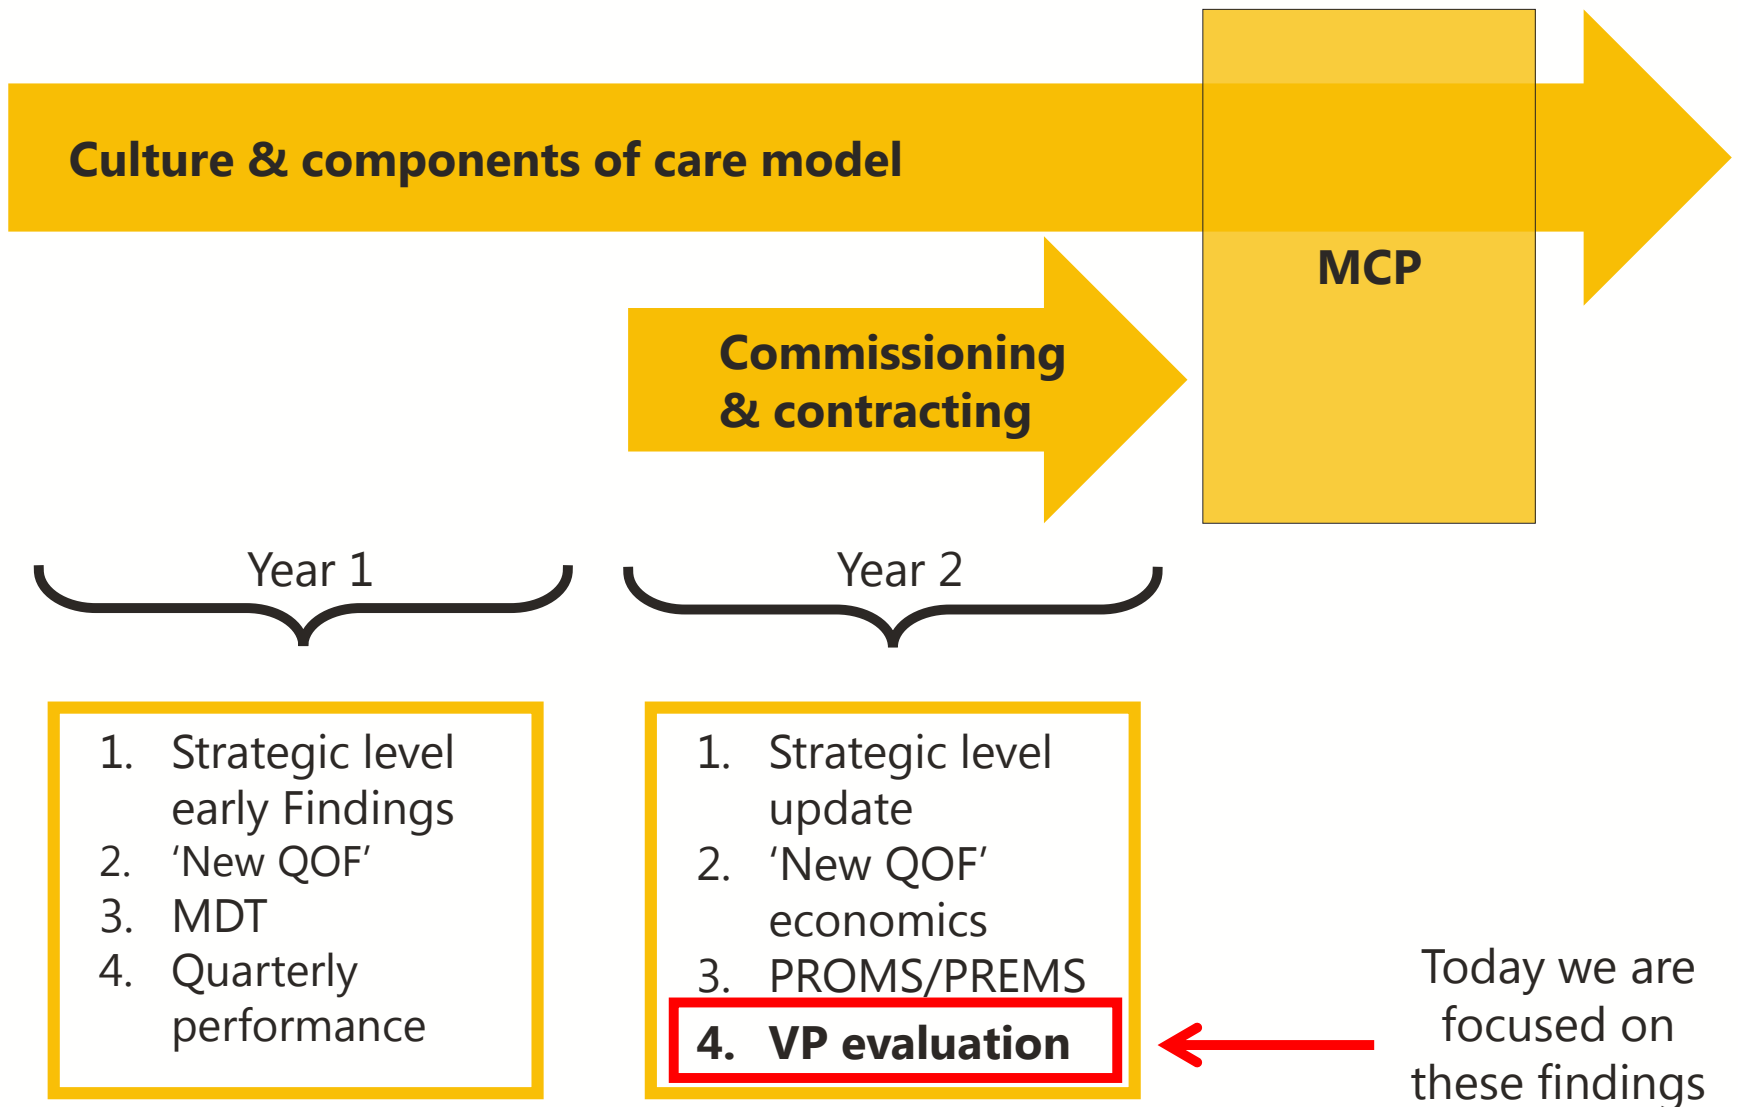 Culture & components of care model
MCP
Commissioning
& contracting
Year 1
Year 2
1. Strategic level
early Findings
2. ‘New QOF’
3. MDT
4. Quarterly
performance
1. Strategic level
update
2. ‘New QOF’
economics
3. PROMS/PREMS
4. VP evaluation
Today we are
focused on
these findings